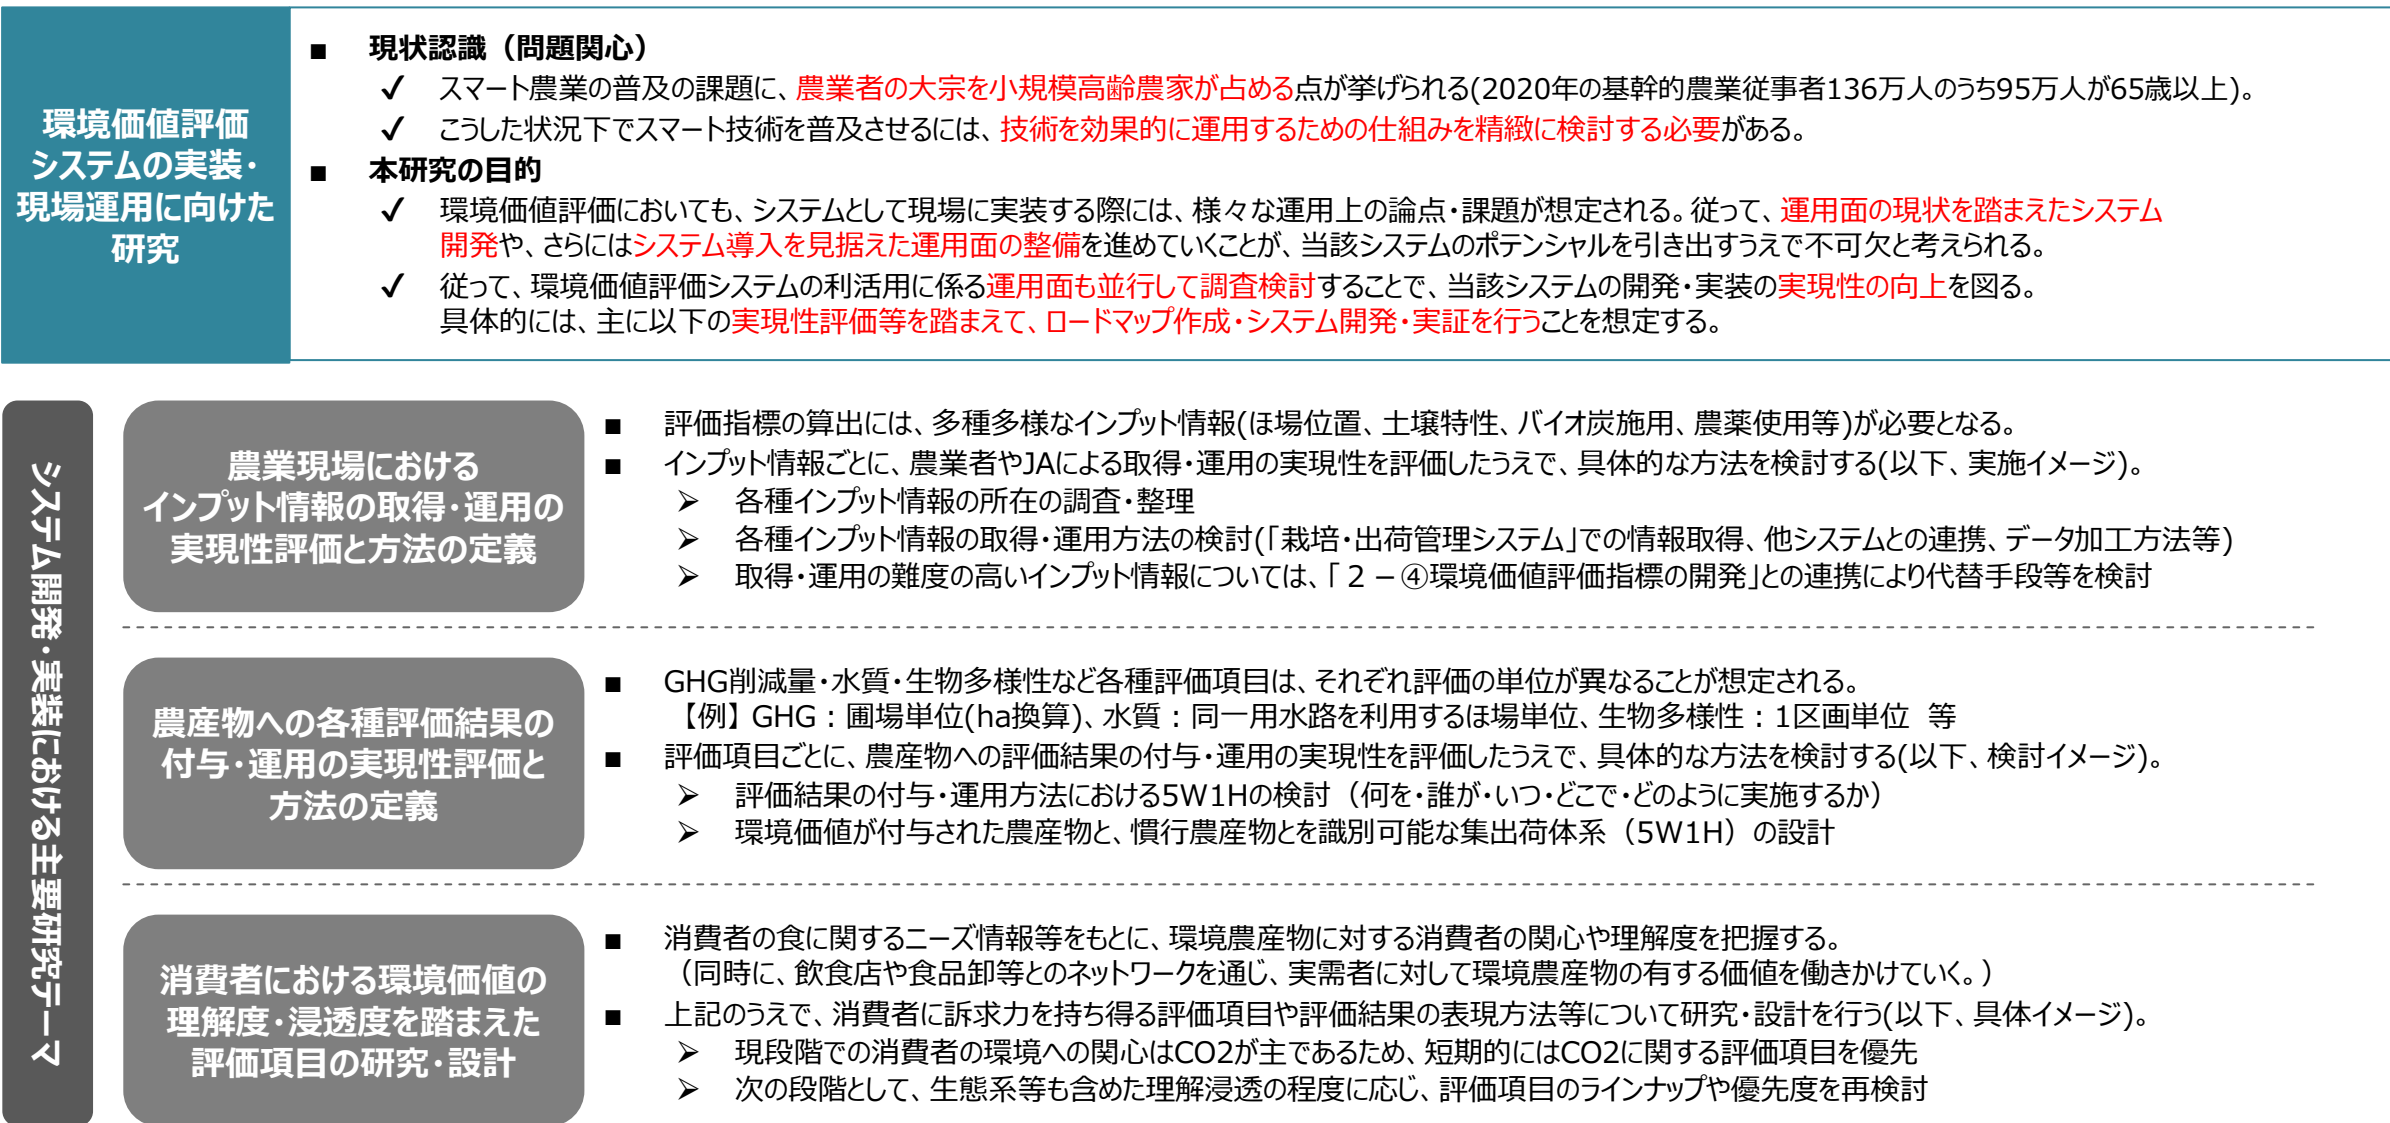 環境価値評価
システムの実装・
現場運用に向けた
研究
■ 現状認識（問題関心）
✓ スマート農業の普及の課題に、農業者の大宗を小規模高齢農家が占める点が挙げられる(2020年の基幹的農業従事者136万人のうち95万人が65歳以上)。
✓ こうした状況下でスマート技術を普及させるには、技術を効果的に運用するための仕組みを精緻に検討する必要がある。
■ 本研究の目的
✓ 環境価値評価においても、システムとして現場に実装する際には、様々な運用上の論点・課題が想定される。従って、運用面の現状を踏まえたシステム
開発や、さらにはシステム導入を見据えた運用面の整備を進めていくことが、当該システムのポテンシャルを引き出すうえで不可欠と考えられる。
✓ 従って、環境価値評価システムの利活用に係る運用面も並行して調査検討することで、当該システムの開発・実装の実現性の向上を図る。
具体的には、主に以下の実現性評価等を踏まえて、ロードマップ作成・システム開発・実証を行うことを想定する。
システム開発・実装における主要研究テーマ
農業現場における
インプット情報の取得・運用の
実現性評価と方法の定義
■ 評価指標の算出には、多種多様なインプット情報(ほ場位置、土壌特性、バイオ炭施用、農薬使用等)が必要となる。
■ インプット情報ごとに、農業者やJAによる取得・運用の実現性を評価したうえで、具体的な方法を検討する(以下、実施イメージ)。
➢ 各種インプット情報の所在の調査・整理
➢ 各種インプット情報の取得・運用方法の検討(「栽培・出荷管理システム」での情報取得、他システムとの連携、データ加工方法等)
➢ 取得・運用の難度の高いインプット情報については、「２－④環境価値評価指標の開発」との連携により代替手段等を検討
農産物への各種評価結果の
付与・運用の実現性評価と
方法の定義
■ GHG削減量・水質・生物多様性など各種評価項目は、それぞれ評価の単位が異なることが想定される。
【例】GHG：圃場単位(ha換算)、水質：同一用水路を利用するほ場単位、生物多様性：1区画単位 等
■ 評価項目ごとに、農産物への評価結果の付与・運用の実現性を評価したうえで、具体的な方法を検討する(以下、検討イメージ)。
➢ 評価結果の付与・運用方法における5W1Hの検討（何を・誰が・いつ・どこで・どのように実施するか）
➢ 環境価値が付与された農産物と、慣行農産物とを識別可能な集出荷体系（5W1H）の設計
消費者における環境価値の
理解度・浸透度を踏まえた
評価項目の研究・設計
■ 消費者の食に関するニーズ情報等をもとに、環境農産物に対する消費者の関心や理解度を把握する。
（同時に、飲食店や食品卸等とのネットワークを通じ、実需者に対して環境農産物の有する価値を働きかけていく。）
■ 上記のうえで、消費者に訴求力を持ち得る評価項目や評価結果の表現方法等について研究・設計を行う(以下、具体イメージ)。
➢ 現段階での消費者の環境への関心はCO2が主であるため、短期的にはCO2に関する評価項目を優先
➢ 次の段階として、生態系等も含めた理解浸透の程度に応じ、評価項目のラインナップや優先度を再検討